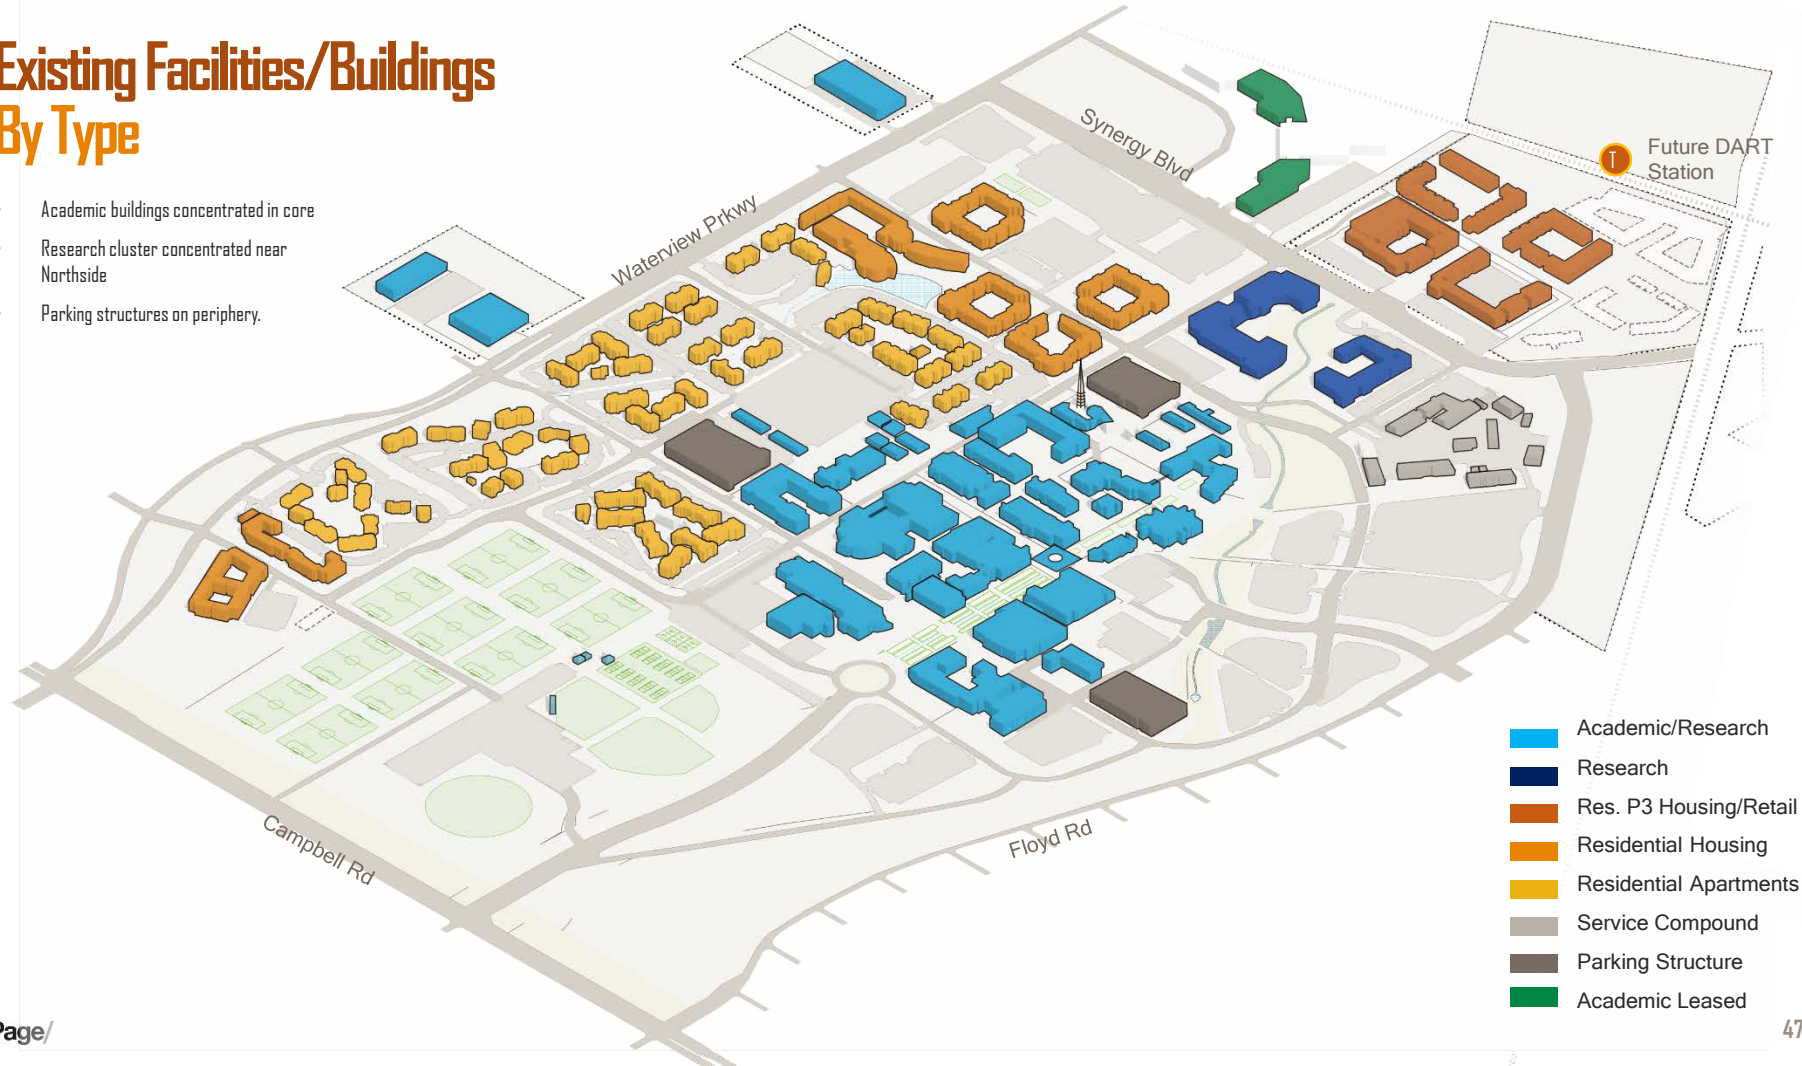 Existing Facilities/Buildings
By Type
Academic buildings concentrated in core
Research cluster concentrated near
Northside
Parking structures on periphery.
Synergy Blvd
Waterview Prkwy
T
Future DART
Station
Campbell Rd
Floyd Rd
Academic/Research
Research
Res. P3 Housing/Retail
Residential Housing
Residential Apartments
Service Compound
Parking Structure
Academic Leased
Page/
47